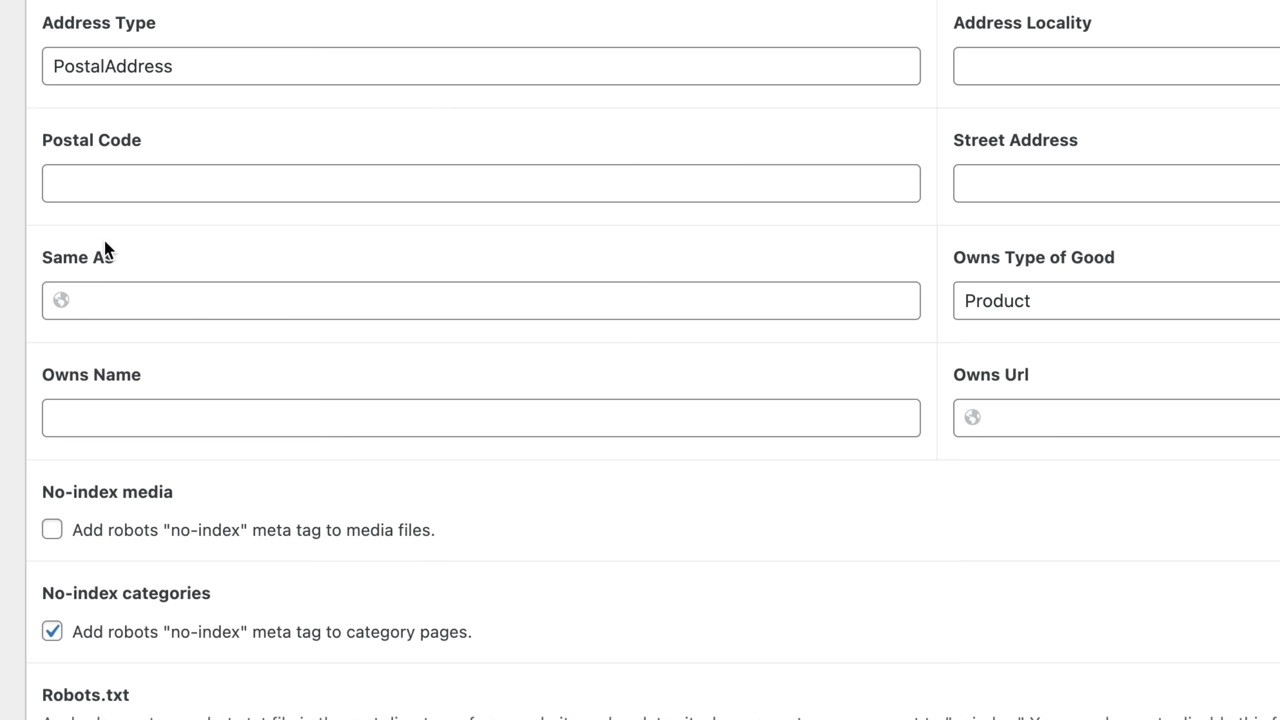 Address Type
Address Locality
PostalAddress
Postal Code
Street Address
Same As
Owns Type of Good
Product
Owns Name
Owns Url
No-index media
Add robots "no-index" meta tag to media files.
No-index categories
Add robots "no-index" meta tag to category pages.
Robots.txt